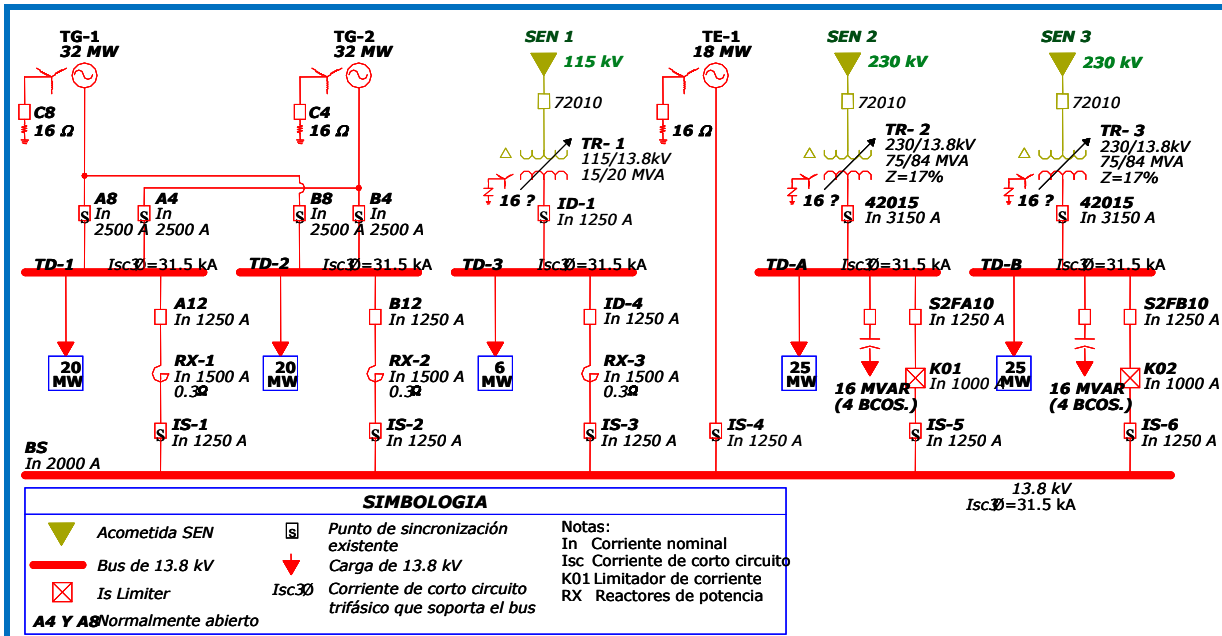 TG-1
32 MW
C8
16 Ω
TG-2
32 MW
C4
16 Ω
SEN 1
115 kV
72010
TR- 1
115/13.8kV
15/20 MVA
16 ?
ID-1
In 1250 A
TE-1
18 MW
16 Ω
SEN 2
230 kV
72010
TR- 2
230/13.8kV
75/84 MVA
Z=17%
16 ?
42015
In 3150 A
SEN 3
230 kV
72010
TR- 3
230/13.8kV
75/84 MVA
Z=17%
16 ?
42015
In 3150 A
A8
In
2500 A
A4
In
2500 A
B8
In
2500 A
B4
In
2500 A
S
S
S
S
S
S
S
TD-1
Isc3Ø=31.5 kA
TD-2
Isc3Ø=31.5 kA
TD-3
Isc3Ø=31.5 kA
TD-A
Isc3Ø=31.5 kA
TD-B
Isc3Ø=31.5 kA
20
MW
A12
In 1250 A
RX-1
In 1500 A
0.3Ω
S
IS-1
In 1250 A
20
MW
B12
In 1250 A
RX-2
In 1500 A
0.3Ω
S
IS-2
In 1250 A
6
MW
ID-4
In 1250 A
RX-3
In 1500 A
0.3Ω
S
IS-3
In 1250 A
S
IS-4
In 1250 A
25
MW
16 MVAR
(4 BCOS.)
S2FA10
In 1250 A
K01
In 1000 A
S
IS-5
In 1250 A
25
MW
16 MVAR
(4 BCOS.)
S2FB10
In 1250 A
K02
In 1000 A
S
IS-6
In 1250 A
BS
In 2000 A
13.8 kV
Isc3Ø=31.5 kA
SIMBOLOGIA
Acometida SEN
Bus de 13.8 kV
Is Limiter
A4 Y A8 Normalmente abierto
S
Punto de sincronización
existente
Carga de 13.8 kV
Isc3Ø Corriente de corto circuito
trifásico que soporta el bus
Notas:
In Corriente nominal
Isc Corriente de corto circuito
K01 Limitador de corriente
RX Reactores de potencia